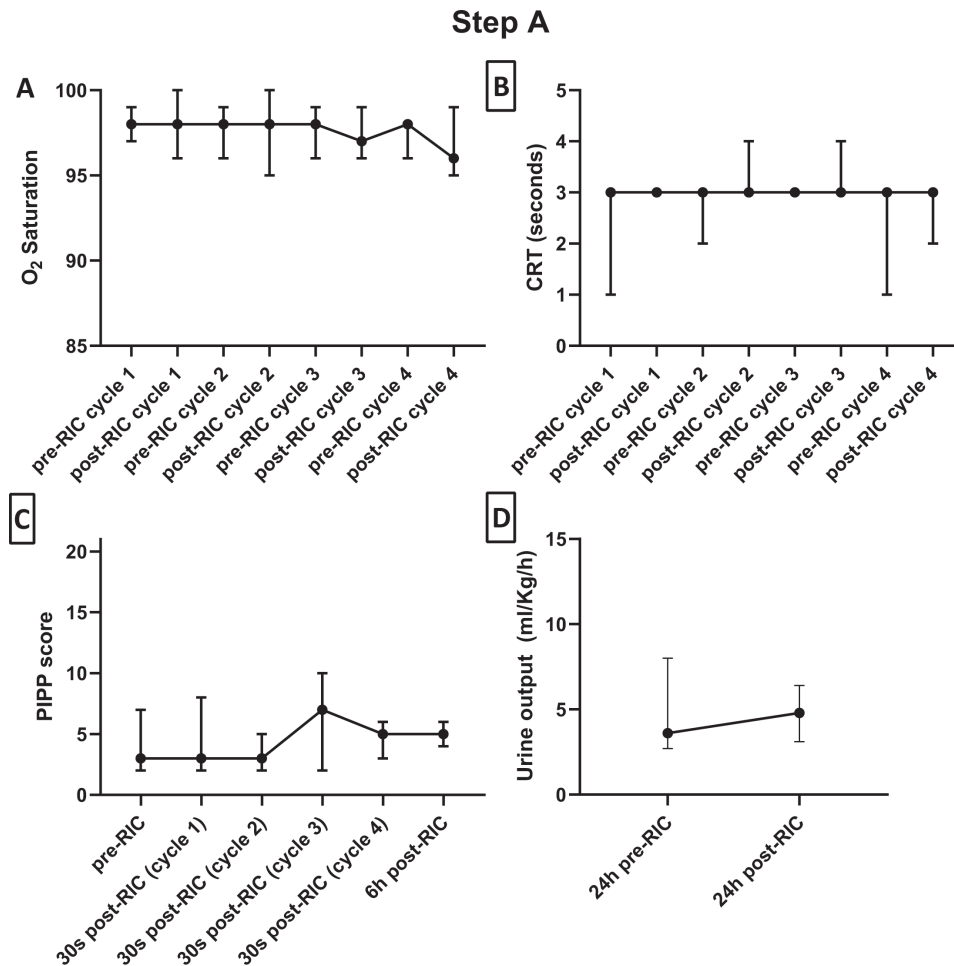 Step A
A
O2 Saturation
100
95
90
85
pre-RIC cycle 1
post-RIC cycle 1
pre-RIC cycle 2
post-RIC cycle 2
pre-RIC cycle 3
post-RIC cycle 3
pre-RIC cycle 4
post-RIC cycle 4
B
CRT (seconds)
5
4
3
2
1
0
pre-RIC cycle 1
post-RIC cycle 1
pre-RIC cycle 2
post-RIC cycle 2
pre-RIC cycle 3
post-RIC cycle 3
pre-RIC cycle 4
post-RIC cycle 4
C
PIPP score
20
15
10
5
0
pre-RIC
30s post-RIC (cycle 1)
30s post-RIC (cycle 2)
30s post-RIC (cycle 3)
30s post-RIC (cycle 4)
6h post-RIC
D
Urine output (ml/Kg/h)
15
10
5
0
24h pre-RIC
24h post-RIC